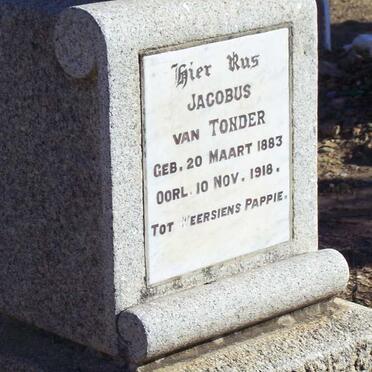 Hier Rus
JACOBUS
VAN TONDER
GEB. 20 MAART 1883
OORL. 10 NOV. 1918.
TOT WEERSIENS PAPPIE.